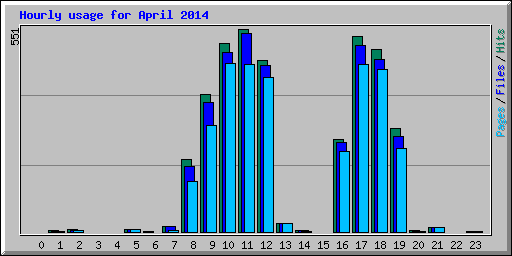 Hourly usage for April 2014
551
Pages / Files / Hits
0 1 2 3 4 5 6 7 8 9 10 11 12 13 14 15 16 17 18 19 20 21 22 23